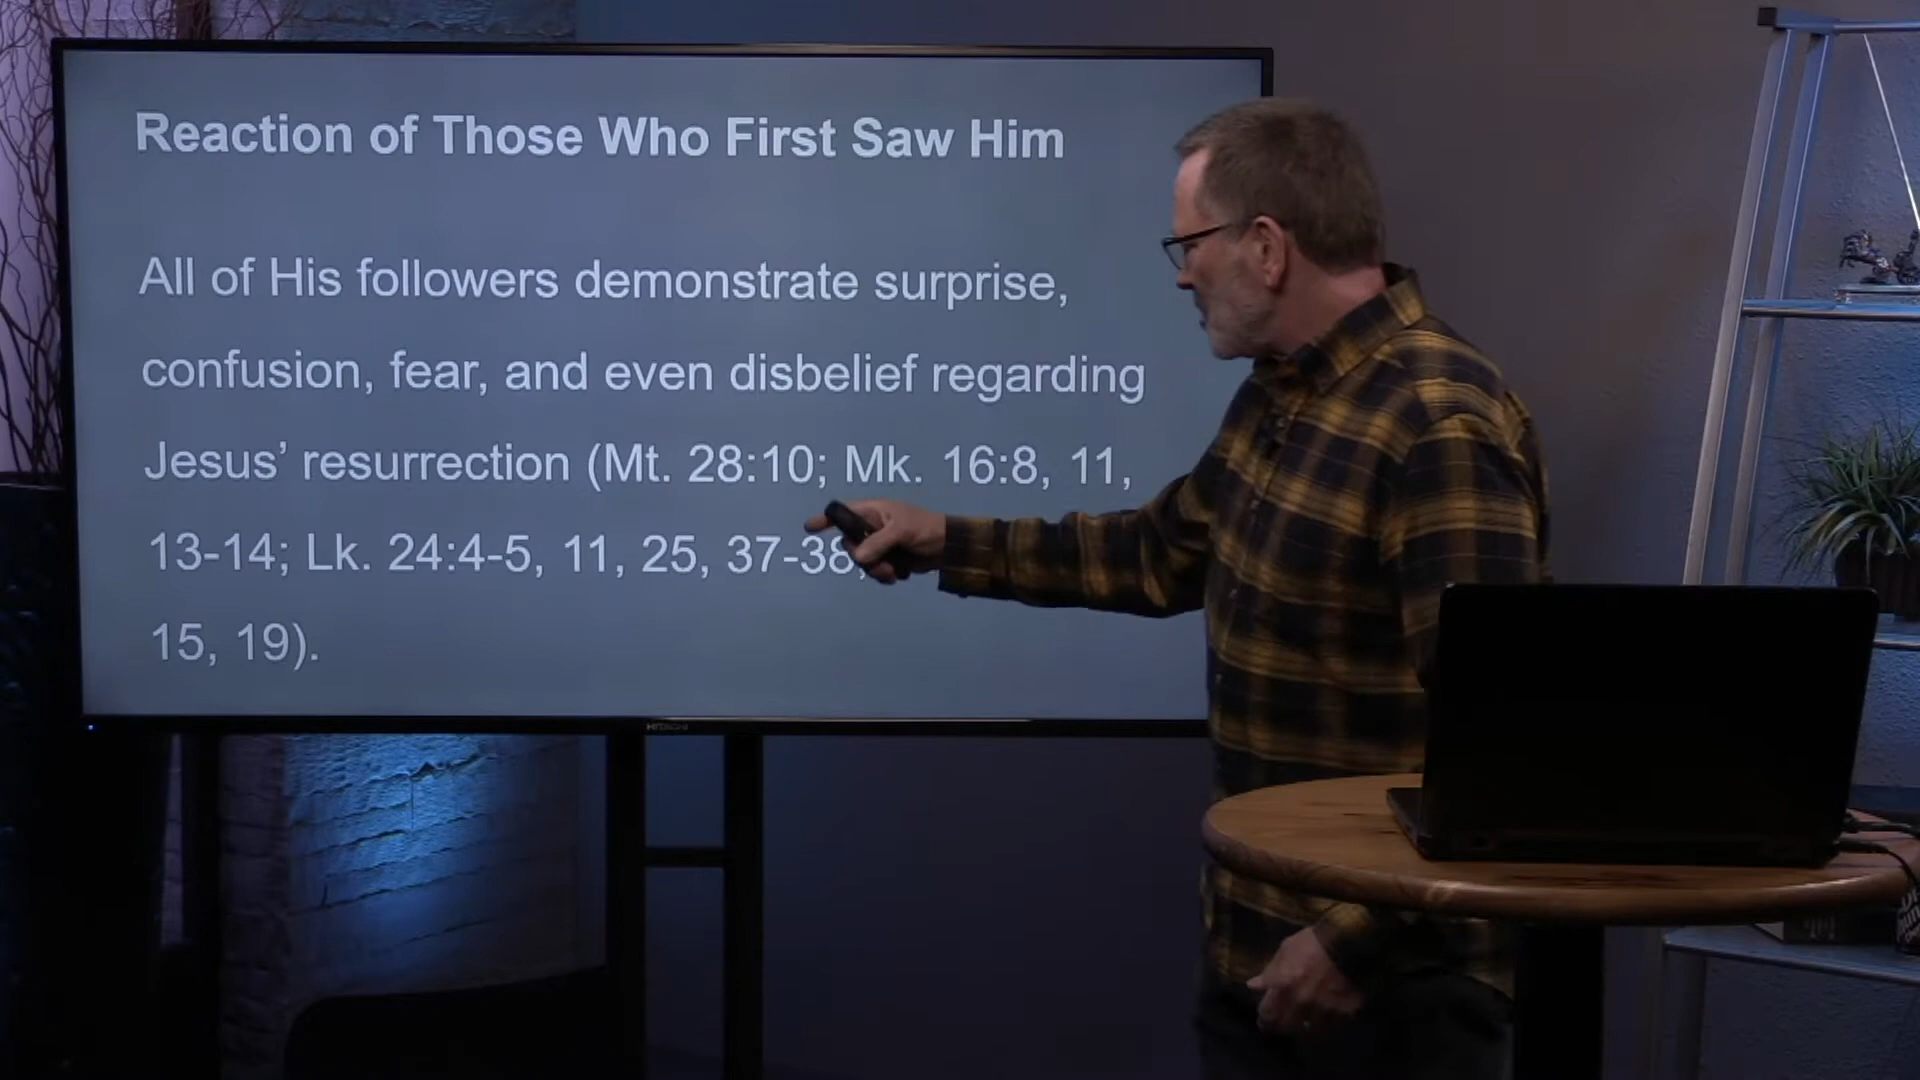 Reaction of Those Who First Saw Him
All of His followers demonstrate surprise,
confusion, fear, and even disbelief regarding
Jesus’ resurrection (Mt. 28:10; Mk. 16:8, 11,
13-14; Lk. 24:4-5, 11, 25, 37-38,
15, 19).
HITACHI